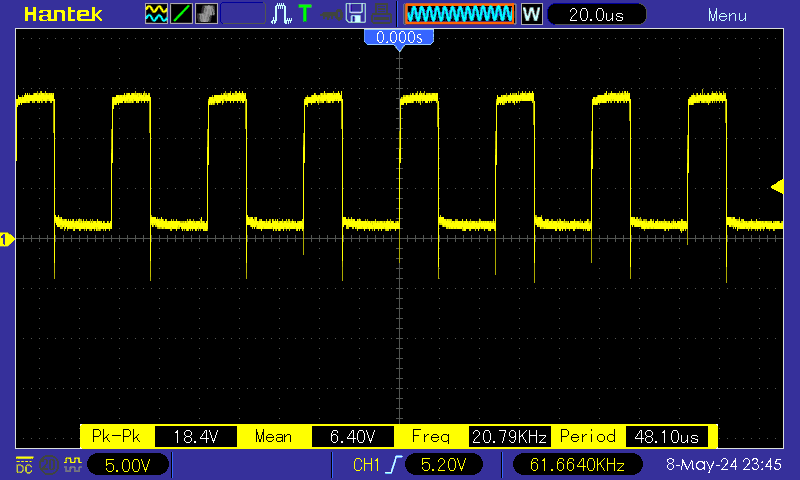 Hantek T W 20.0us Menu
0.000s
1
Pk-Pk 18.4V Mean 6.40V Freq 20.79KHz Period 48.10us
DC 5.00V CH1 5.20V 61.6640KHz 8-May-24 23:45